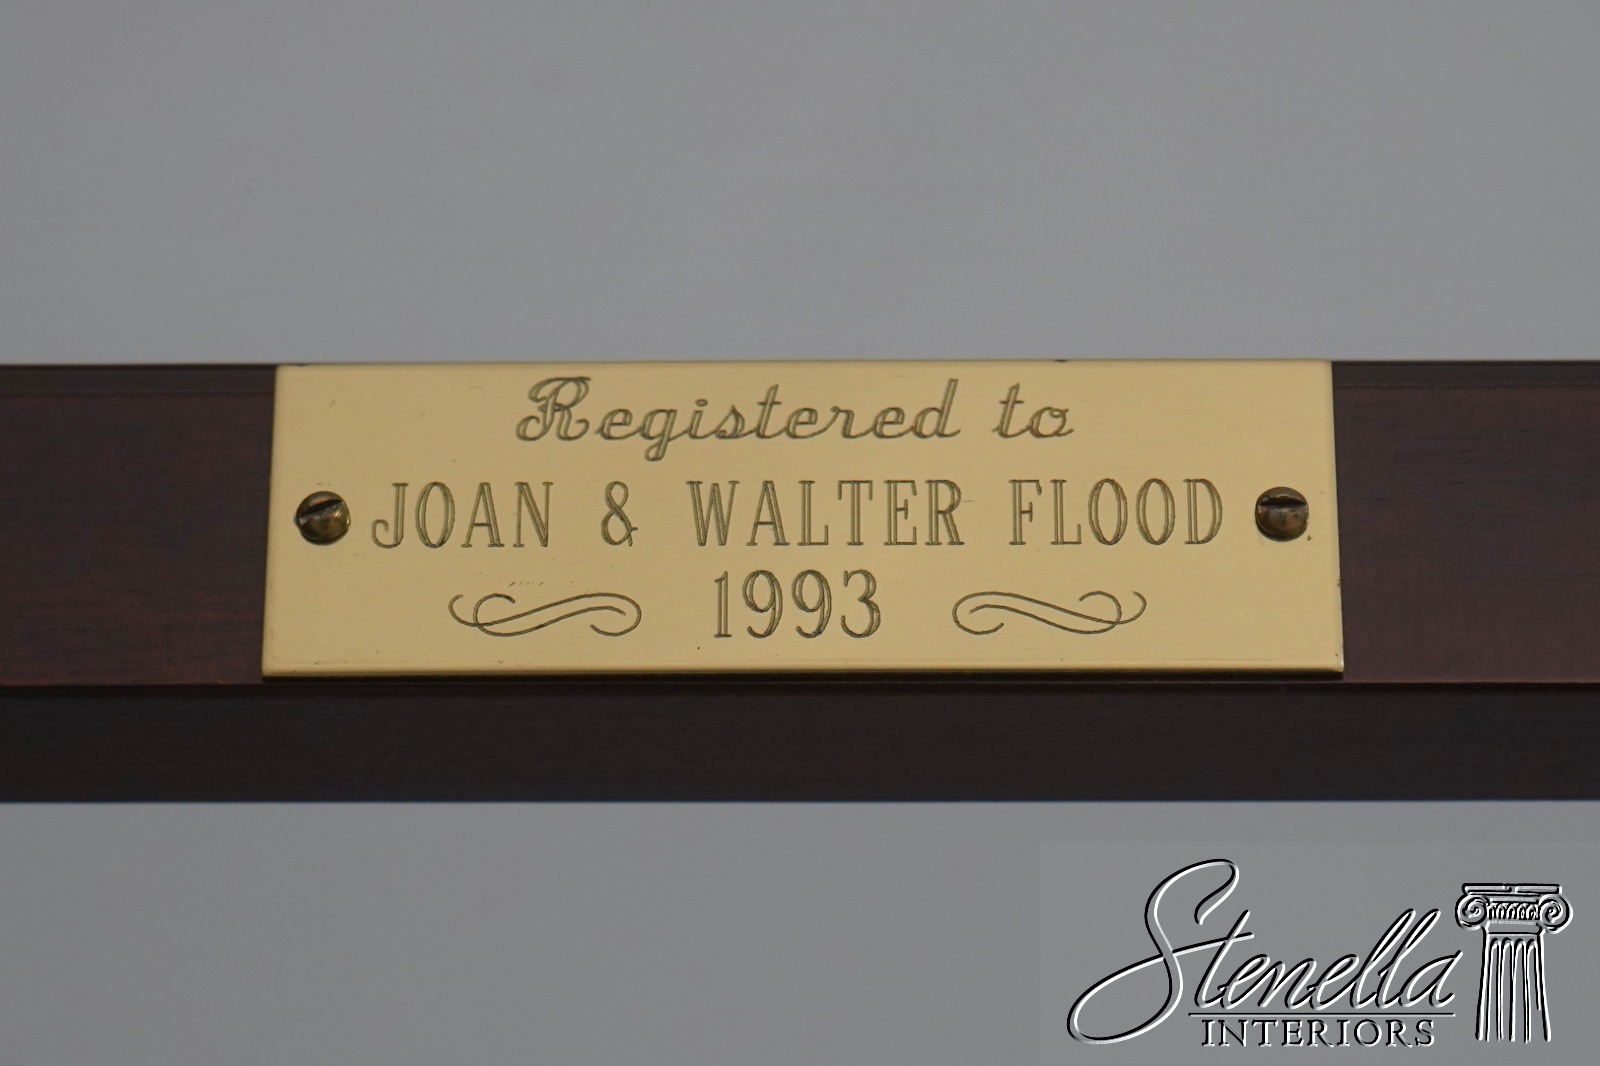 Registered to
JOAN & WALTER FLOOD
1993
Stenella
INTERIORS